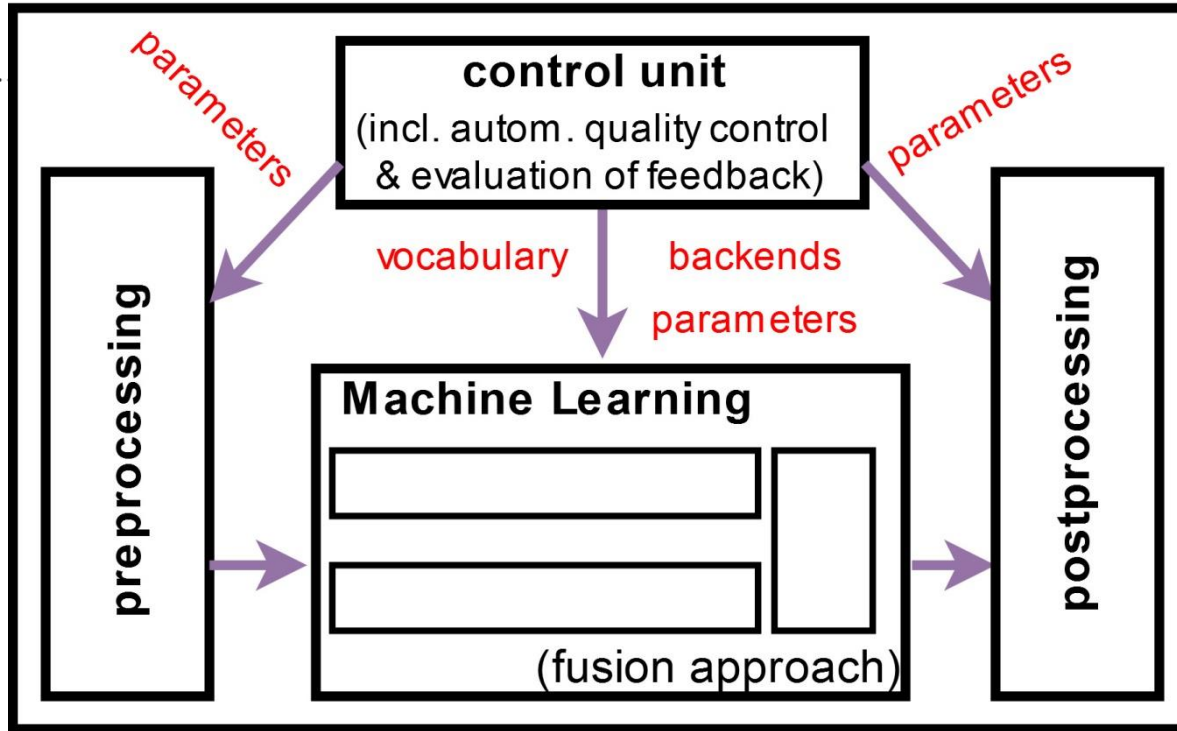 parameters
control unit
(incl. autom. quality control
& evaluation of feedback)
parameters
vocabulary
backends
parameters
preprocessing
Machine Learning
(fusion approach)
postprocessing